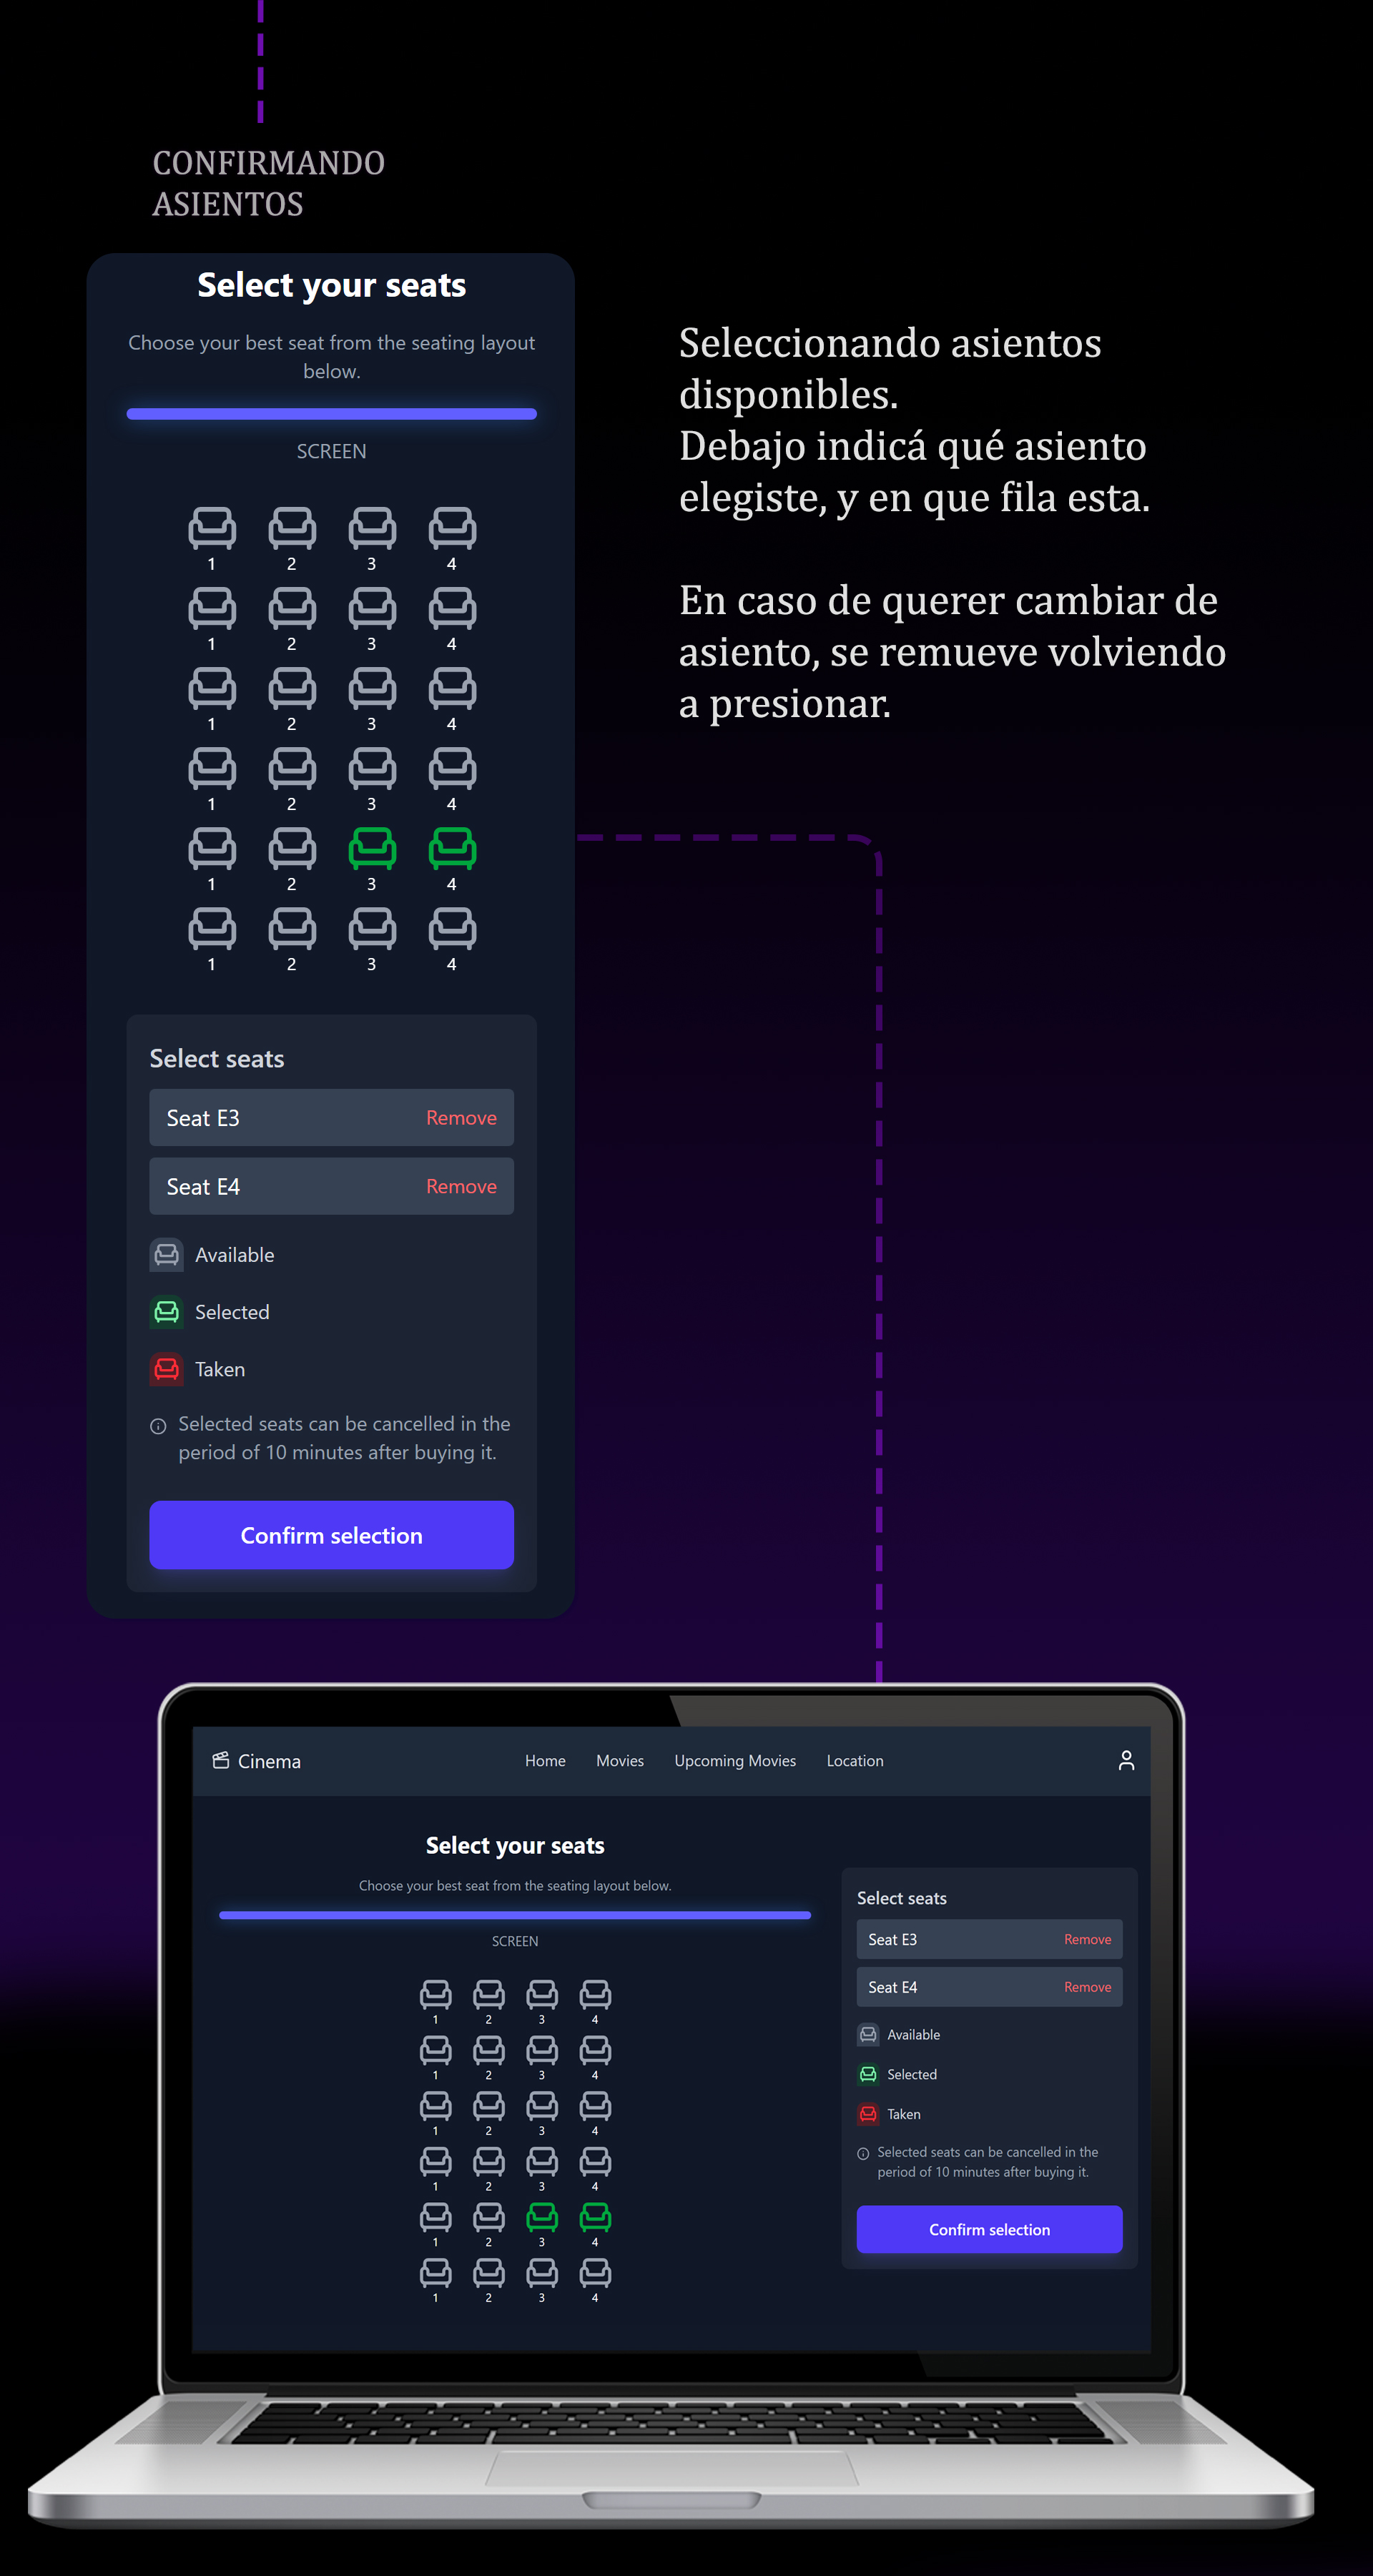 CONFIRMANDO
ASIENTOS
Select your seats
Choose your best seat from the seating layout
below.
SCREEN
1 2 3 4
1 2 3 4
1 2 3 4
1 2 3 4
1 2 3 4
1 2 3 4
Select seats
Seat E3 Remove
Seat E4 Remove
Available
Selected
Taken
Selected seats can be cancelled in the
period of 10 minutes after buying it.
Confirm selection
Seleccionando asientos
disponibles.
Debajo indicá qué asiento
elegiste, y en que fila esta.
En caso de querer cambiar de
asiento, se remueve volviendo
a presionar.
Cinema Home Movies Upcoming Movies Location
Select your seats
Choose your best seat from the seating layout below.
SCREEN
1 2 3 4
1 2 3 4
1 2 3 4
1 2 3 4
1 2 3 4
1 2 3 4
Select seats
Seat E3 Remove
Seat E4 Remove
Available
Selected
Taken
Selected seats can be cancelled in the
period of 10 minutes after buying it.
Confirm selection